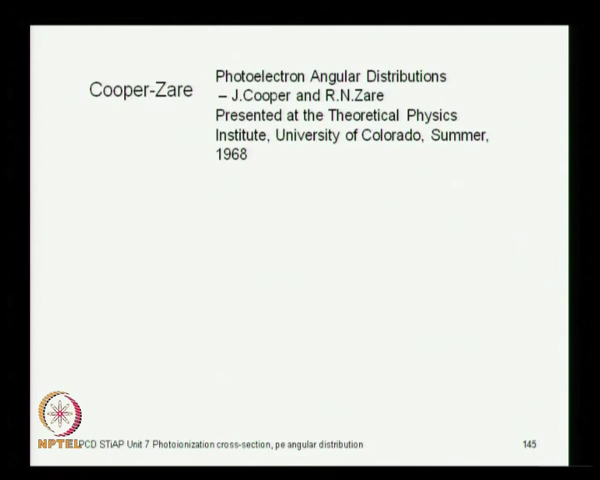 Cooper-Zare
Photoelectron Angular Distributions
– J.Cooper and R.N.Zare
Presented at the Theoretical Physics
Institute, University of Colorado, Summer,
1968
NPTEL
PCD STiAP Unit 7 Photoionization cross-section, pe angular distribution
145